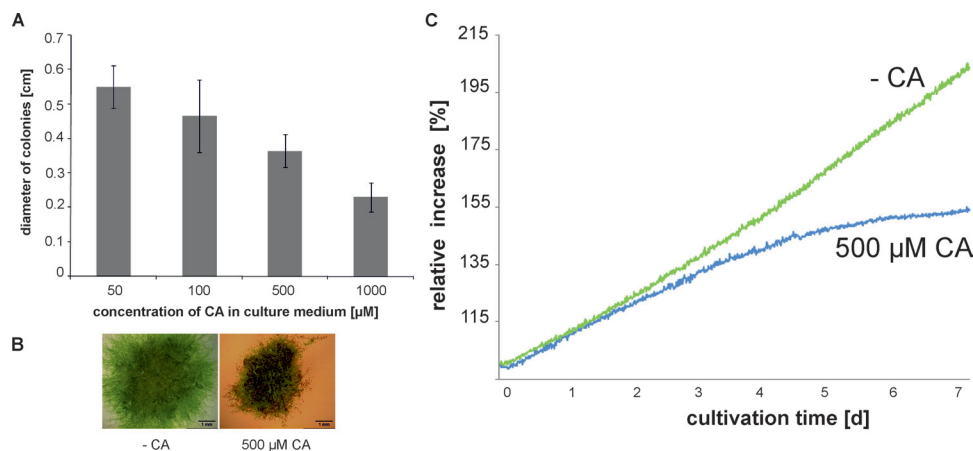 A
diameter of colonies [cm]
0.7
0.6
0.5
0.4
0.3
0.2
0.1
0
50 100 500 1000
concentration of CA in culture medium [µM]
B
1 mm
1 mm
- CA 500 µM CA
C
relative increase [%]
215
195
175
155
135
115
- CA
500 µM CA
0 1 2 3 4 5 6 7
cultivation time [d]